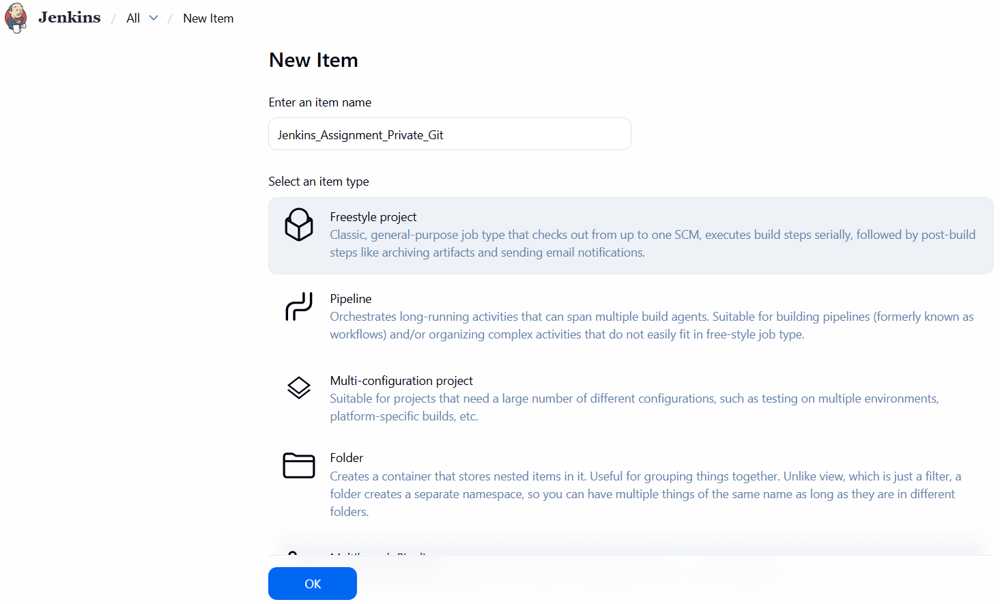 Jenkins / All / New Item
New Item
Enter an item name
Jenkins_Assignment_Private_Git
Select an item type
Freestyle project
Classic, general-purpose job type that checks out from up to one SCM, executes build steps serially, followed by post-build
steps like archiving artifacts and sending email notifications.
Pipeline
Orchestrates long-running activities that can span multiple build agents. Suitable for building pipelines (formerly known as
workflows) and/or organizing complex activities that do not easily fit in free-style job type.
Multi-configuration project
Suitable for projects that need a large number of different configurations, such as testing on multiple environments,
platform-specific builds, etc.
Folder
Creates a container that stores nested items in it. Useful for grouping things together. Unlike view, which is just a filter, a
folder creates a separate namespace, so you can have multiple things of the same name as long as they are in different
folders.
OK